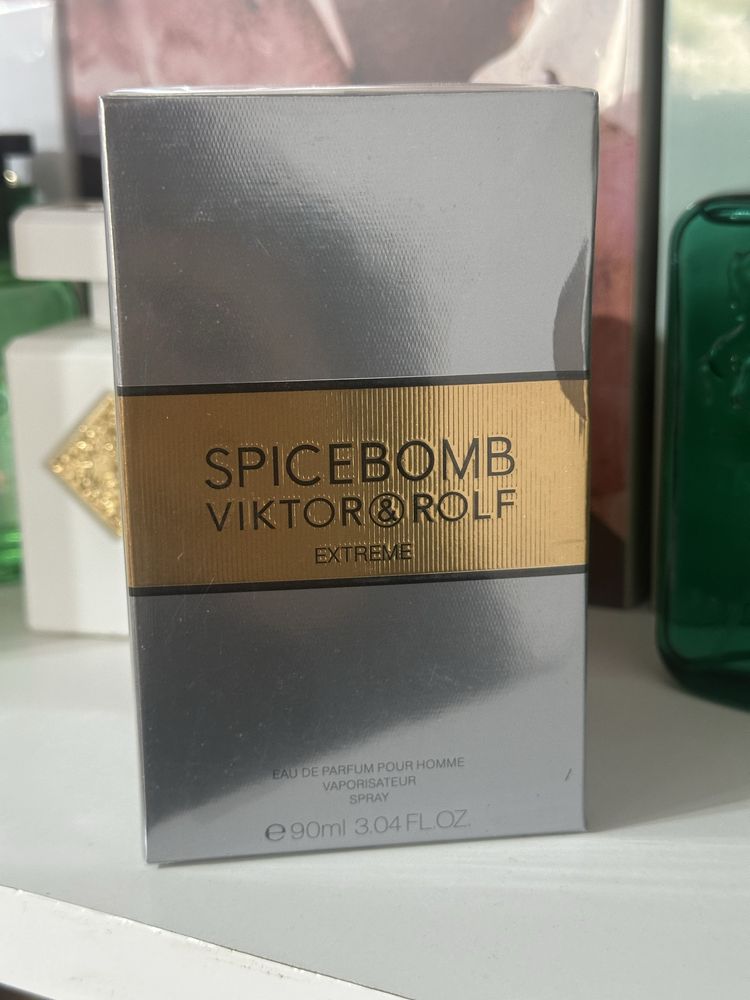 SPICEBOMB
VIKTOR&ROLF
EXTREME
EAU DE PARFUM POUR HOMME
VAPORISATEUR
SPRAY
℮90ml 3.04 FL.OZ.